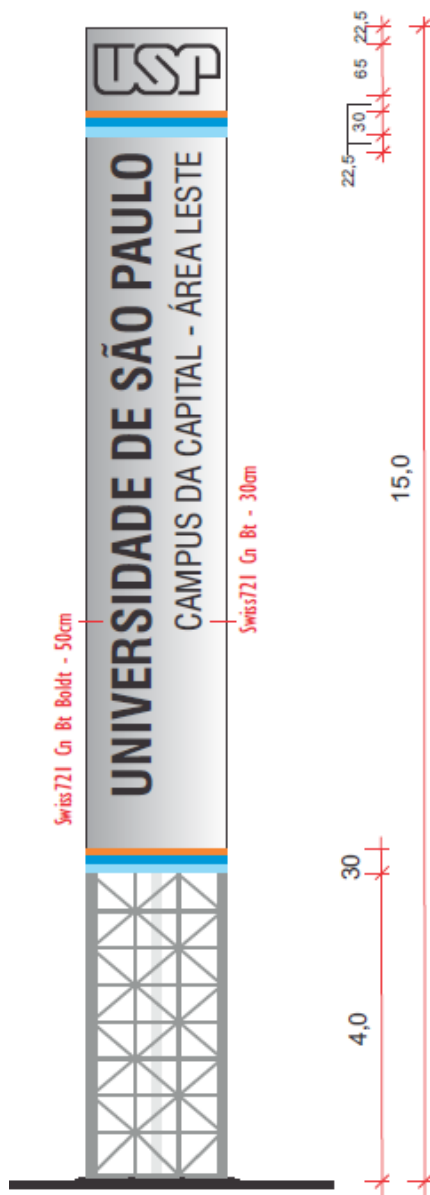 USP
UNIVERSIDADE DE SÃO PAULO
CAMPUS DA CAPITAL - ÁREA LESTE
Swiss721 Cn Bt Boldt - 50cm
Swiss721 Cn Bt - 30cm
22,5
65
30
22,5
15,0
30
4,0